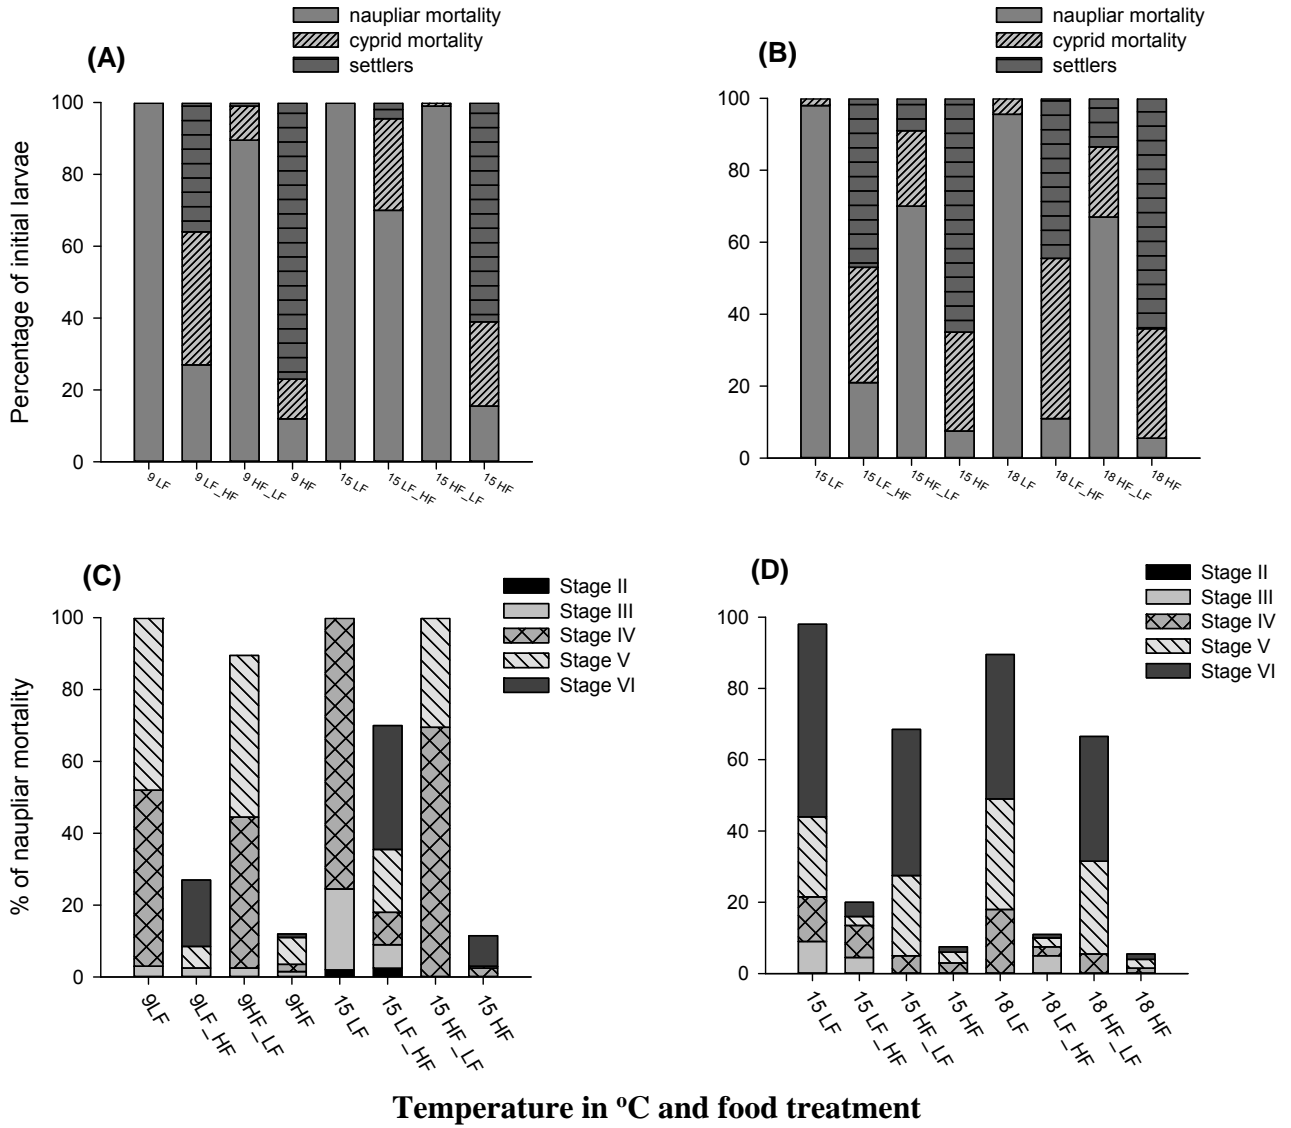 (A)
naupliar mortality
cyprid mortality
settlers
Percentage of initial larvae
100
80
60
40
20
0
9 LF
9 LF_HF
9 HF_LF
9 HF
15 LF
15 LF_HF
15 HF_LF
15 HF
(B)
naupliar mortality
cyprid mortality
settlers
100
80
60
40
20
0
15 LF
15 LF_HF
15 HF_LF
15 HF
18 LF
18 LF_HF
18 HF_LF
18 HF
(C)
Stage II
Stage III
Stage IV
Stage V
Stage VI
% of naupliar mortality
100
80
60
40
20
0
9LF
9LF_HF
9HF_LF
9HF
15 LF
15 LF_HF
15 HF_LF
15 HF
(D)
Stage II
Stage III
Stage IV
Stage V
Stage VI
100
80
60
40
20
0
15 LF
15 LF_HF
15 HF_LF
15 HF
18 LF
18 LF_HF
18 HF_LF
18 HF
Temperature in ºC and food treatment